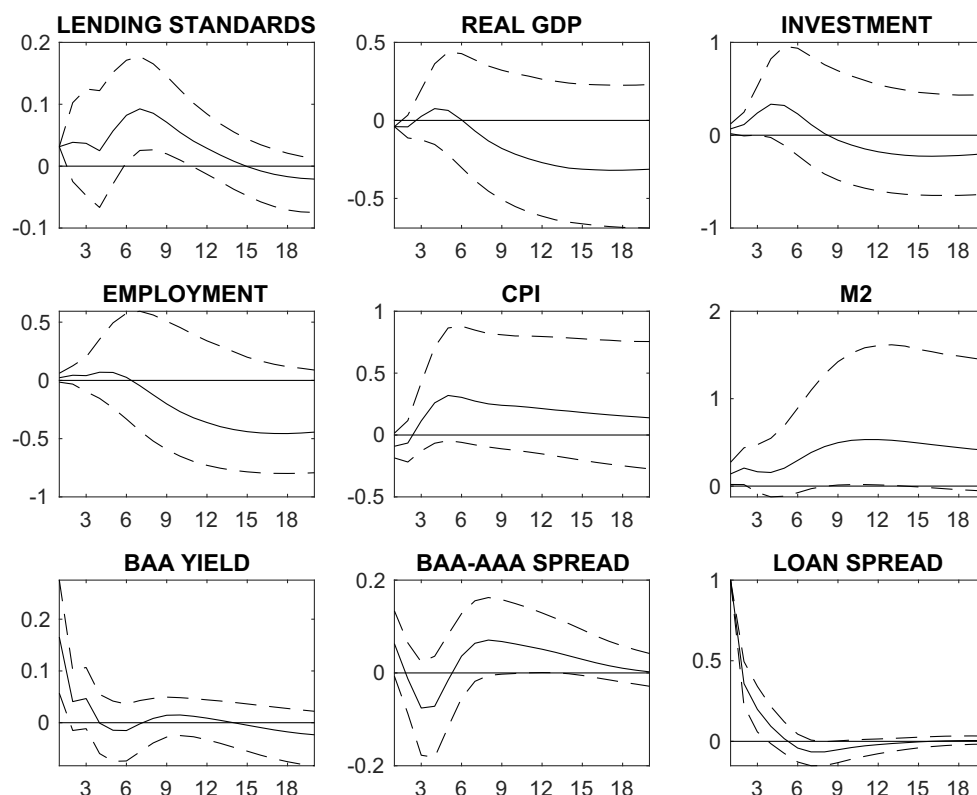 LENDING STANDARDS
0.2
0.1
0
-0.1
3 6 9 12 15 18
REAL GDP
0.5
0
-0.5
3 6 9 12 15 18
INVESTMENT
1
0
-1
3 6 9 12 15 18
EMPLOYMENT
0.5
0
-0.5
-1
3 6 9 12 15 18
CPI
1
0.5
0
-0.5
3 6 9 12 15 18
M2
2
1
0
3 6 9 12 15 18
BAA YIELD
0.2
0.1
0
3 6 9 12 15 18
BAA-AAA SPREAD
0.2
0
-0.2
3 6 9 12 15 18
LOAN SPREAD
1
0.5
0
3 6 9 12 15 18